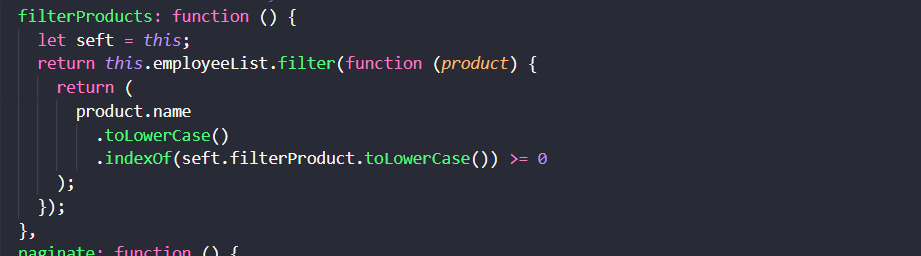 filterProducts: function () {
let seft = this;
return this.employeeList.filter(function (product) {
return (
product.name
.toLowerCase()
.indexOf(seft.filterProduct.toLowerCase()) >= 0
);
});
},
paginate: function () {